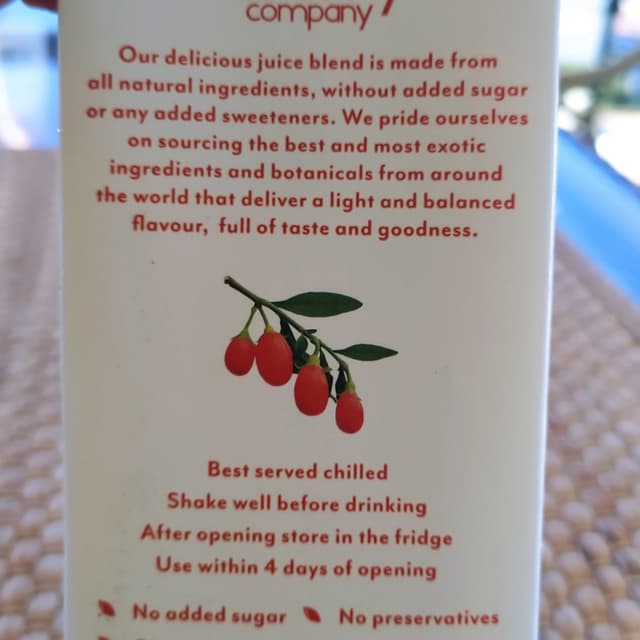 company
Our delicious juice blend is made from
all natural ingredients, without added sugar
or any added sweeteners. We pride ourselves
on sourcing the best and most exotic
ingredients and botanicals from around
the world that deliver a light and balanced
flavour, full of taste and goodness.
Best served chilled
Shake well before drinking
After opening store in the fridge
Use within 4 days of opening
No added sugar No preservatives